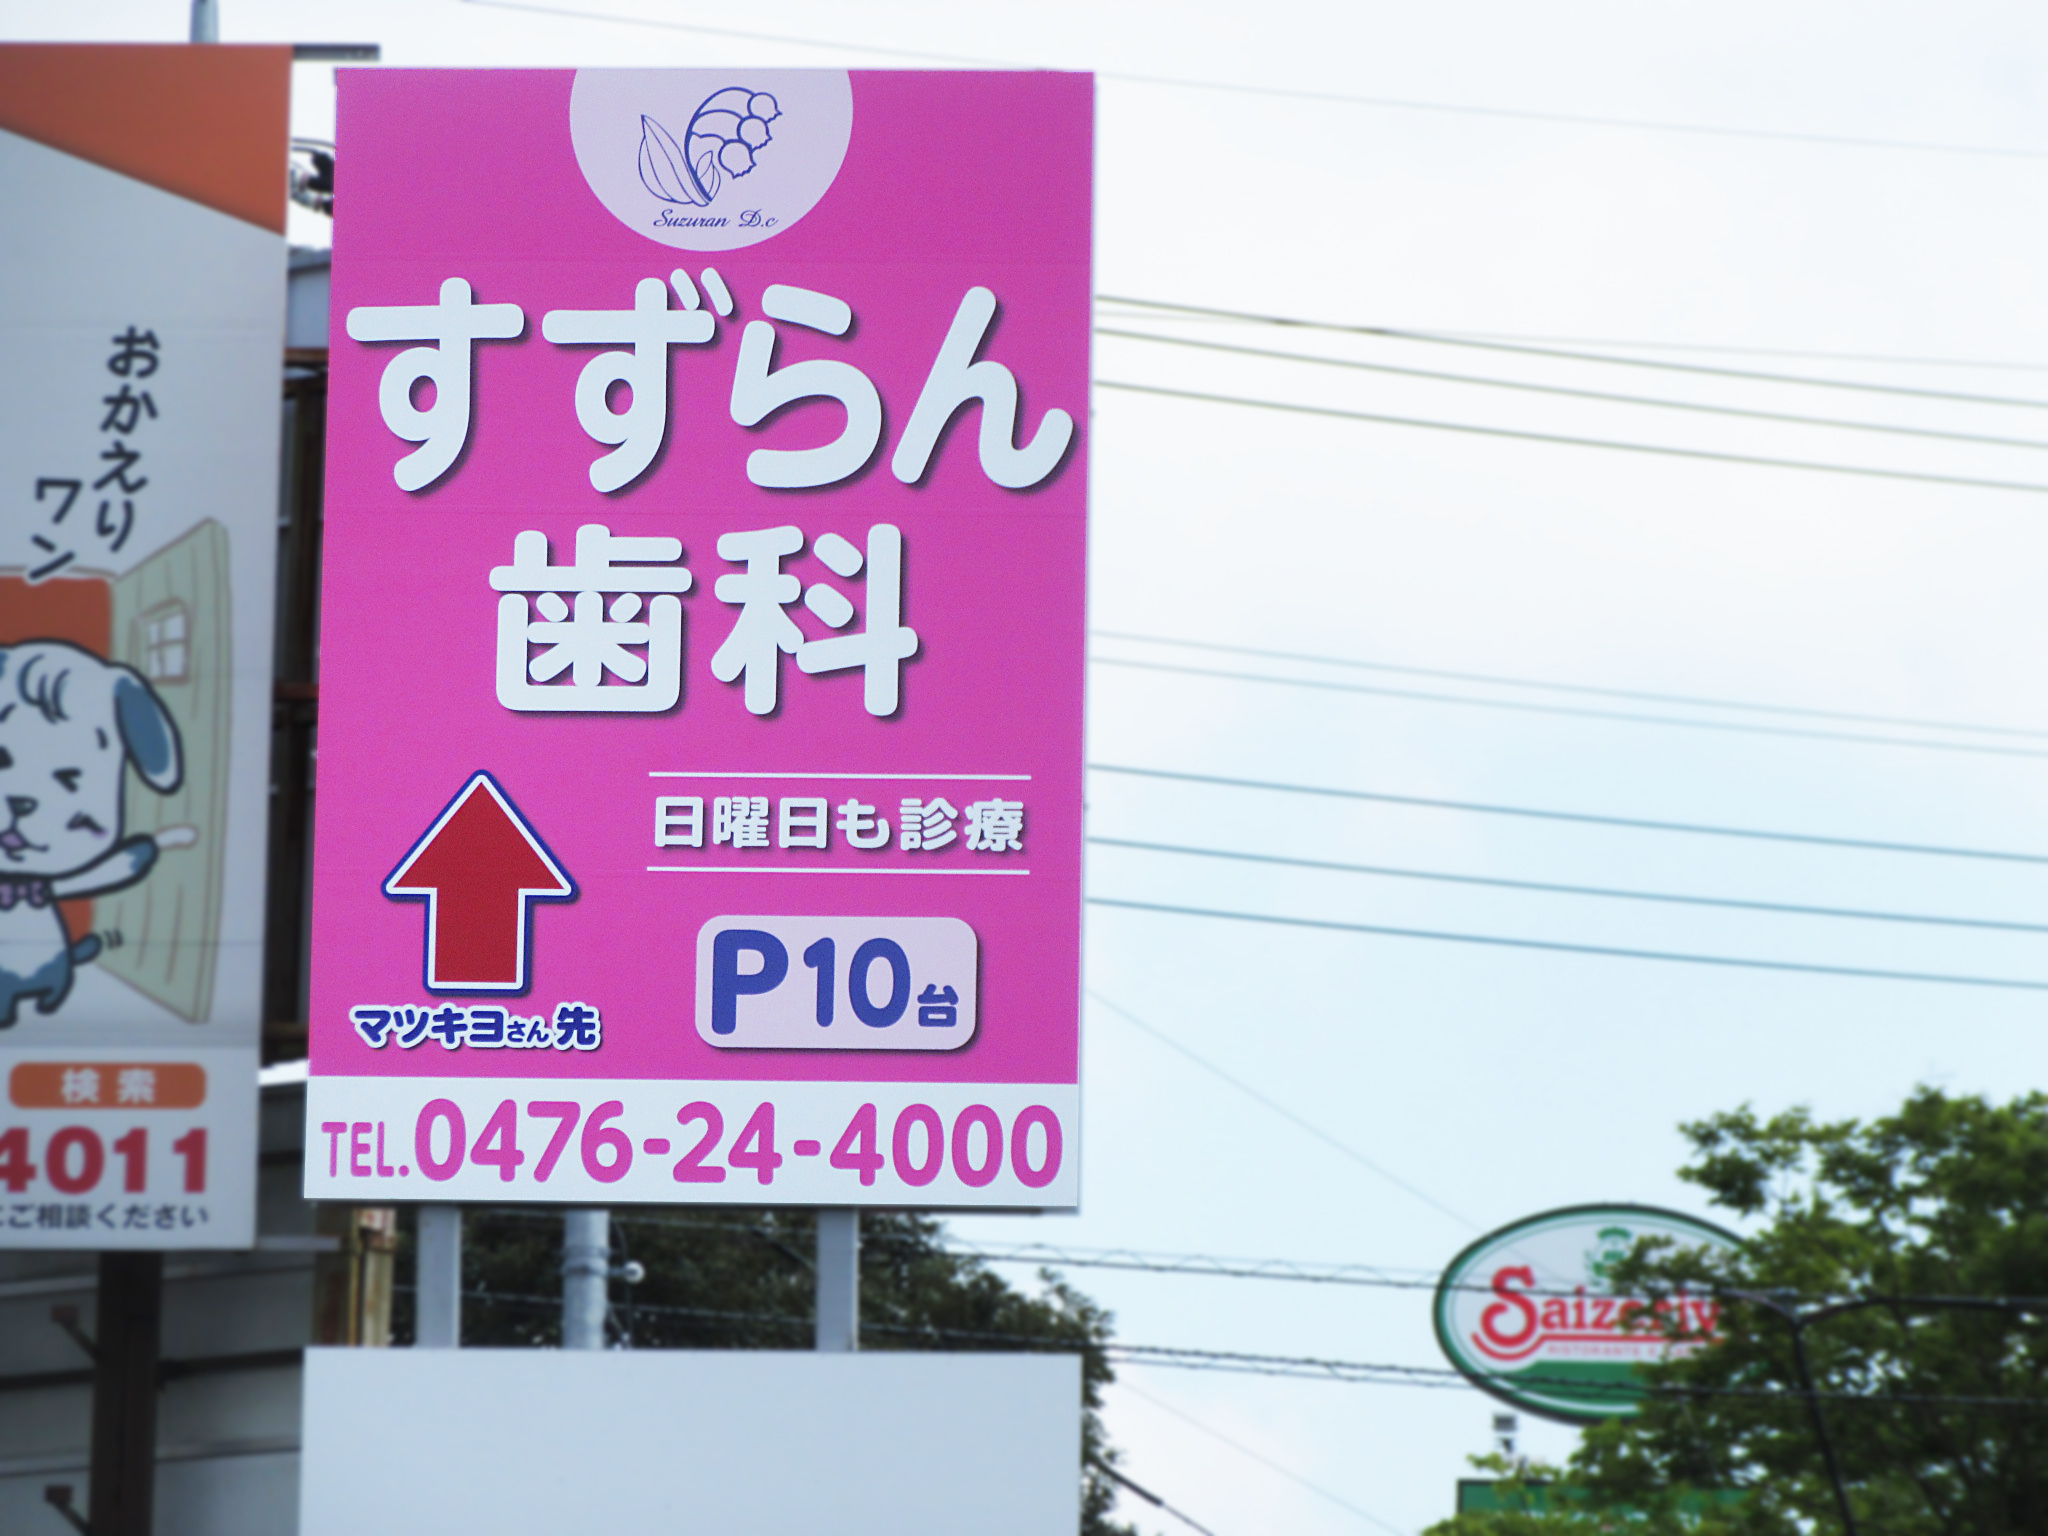 おかえり
ワン
検索
4011
ご相談ください
Suzuran D.c
すずらん
歯科
日曜日も診療
マツキヨさん先
P10台
TEL.0476-24-4000
Saizeriy
RISTORANTE